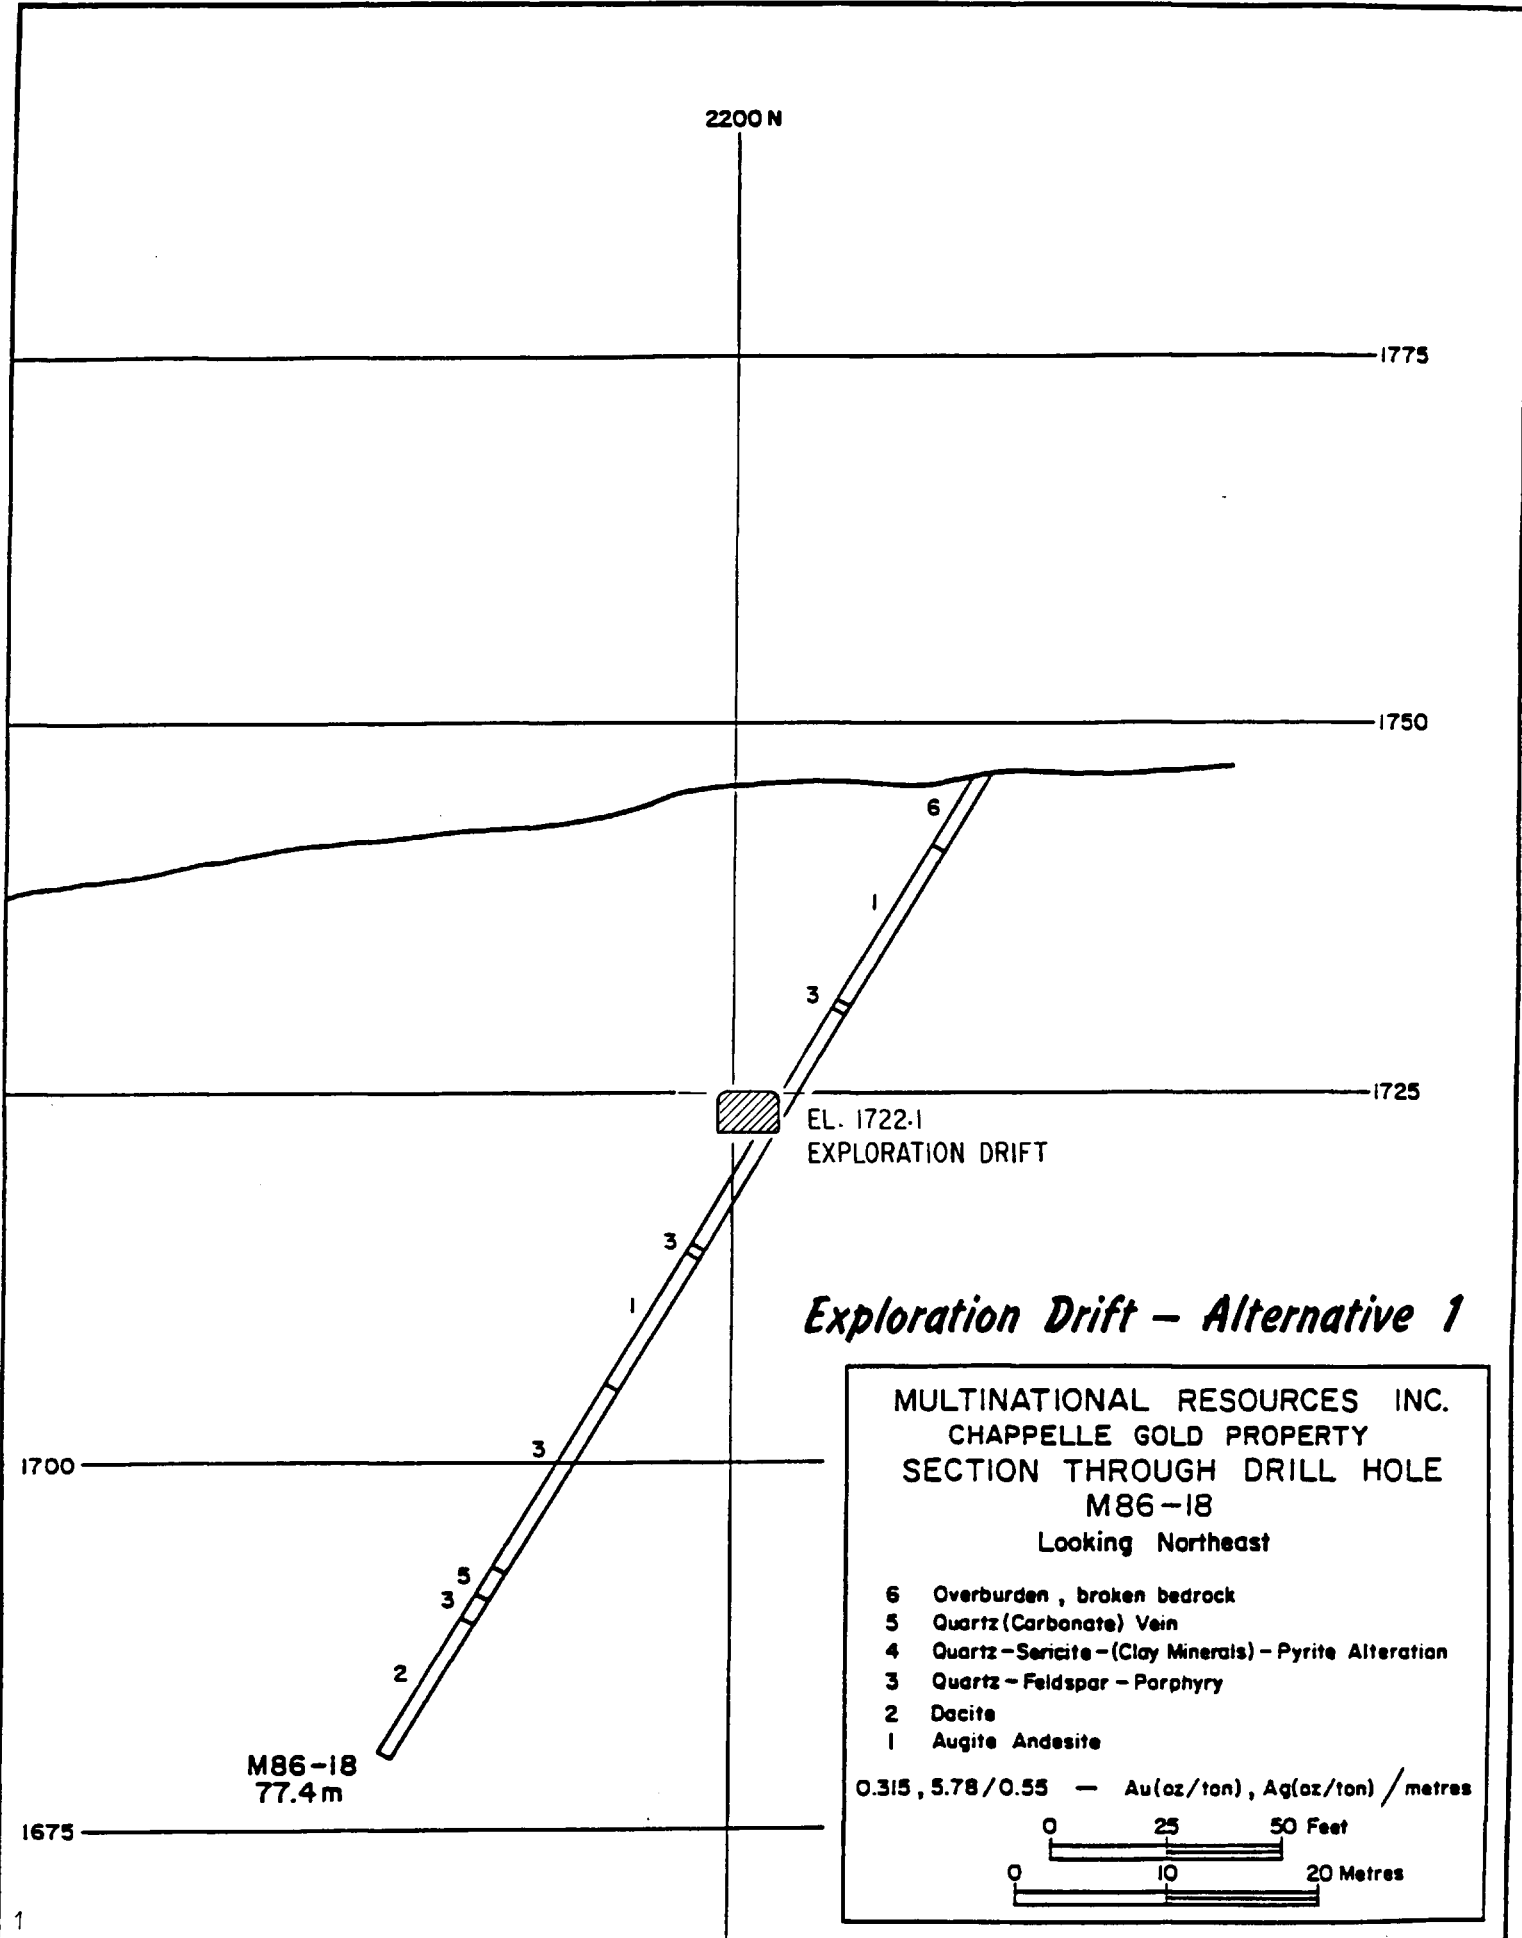 2200 N
1775
1750
6
1
3
1725
EL. 1722.1
EXPLORATION DRIFT
3
1
Exploration Drift — Alternative 1
3
1700
5
3
2
M86-18
77.4m
1675
MULTINATIONAL RESOURCES INC.
CHAPPELLE GOLD PROPERTY
SECTION THROUGH DRILL HOLE
M86-18
Looking Northeast
6 Overburden, broken bedrock
5 Quartz (Carbonate) Vein
4 Quartz-Sericite-(Clay Minerals)-Pyrite Alteration
3 Quartz-Feldspar-Porphyry
2 Dacite
1 Augite Andesite
0.315, 5.78/0.55 — Au(oz/ton), Ag(oz/ton)/metres
0 25 50 Feet
0 10 20 Metres
1